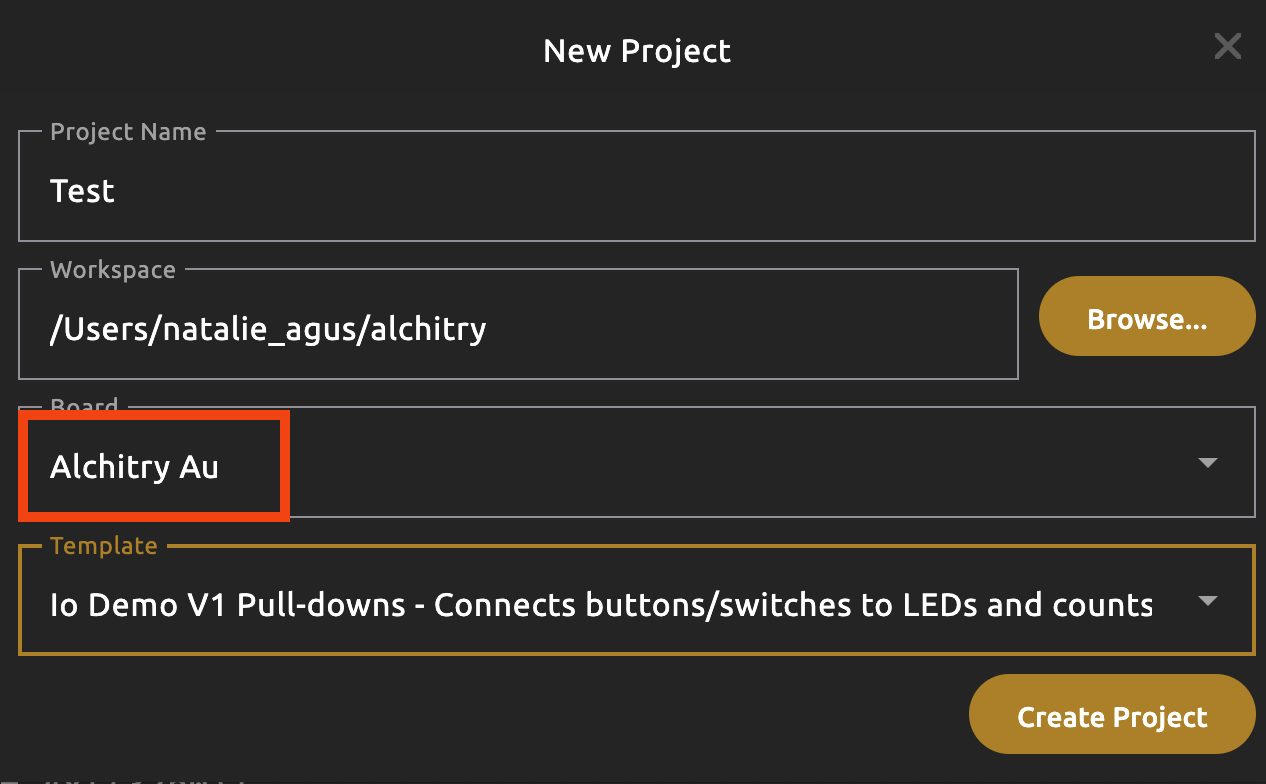 New Project
Project Name
Test
Workspace
/Users/natalie_agus/alchitry
Browse...
Board
Alchitry Au
Template
Io Demo V1 Pull-downs - Connects buttons/switches to LEDs and counts
Create Project